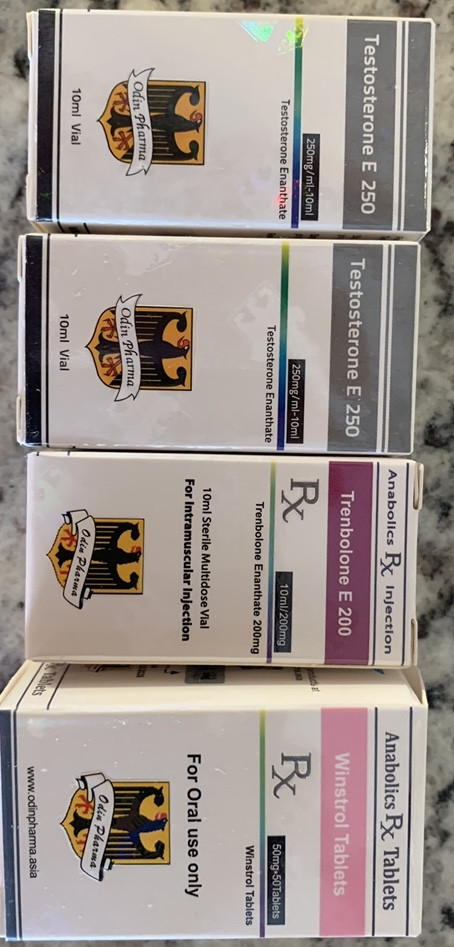 Testosterone E 250
250mg/ml-10ml
Testosterone Enanthate
Odin Pharma
10ml Vial
Testosterone E 250
250mg/ml-10ml
Testosterone Enanthate
Odin Pharma
10ml Vial
Anabolics Rx Injection
Trenbolone E 200
Rx
10ml/200mg
Trenbolone Enanthate 200mg
10ml Sterile Multidose Vial
For Intramuscular Injection
Odin Pharma
Tablets
Anabolics Rx Tablets
Winstrol Tablets
Rx
50mg×50Tablets
Winstrol Tablets
For Oral use only
Odin Pharma
www.odinpharma.asia